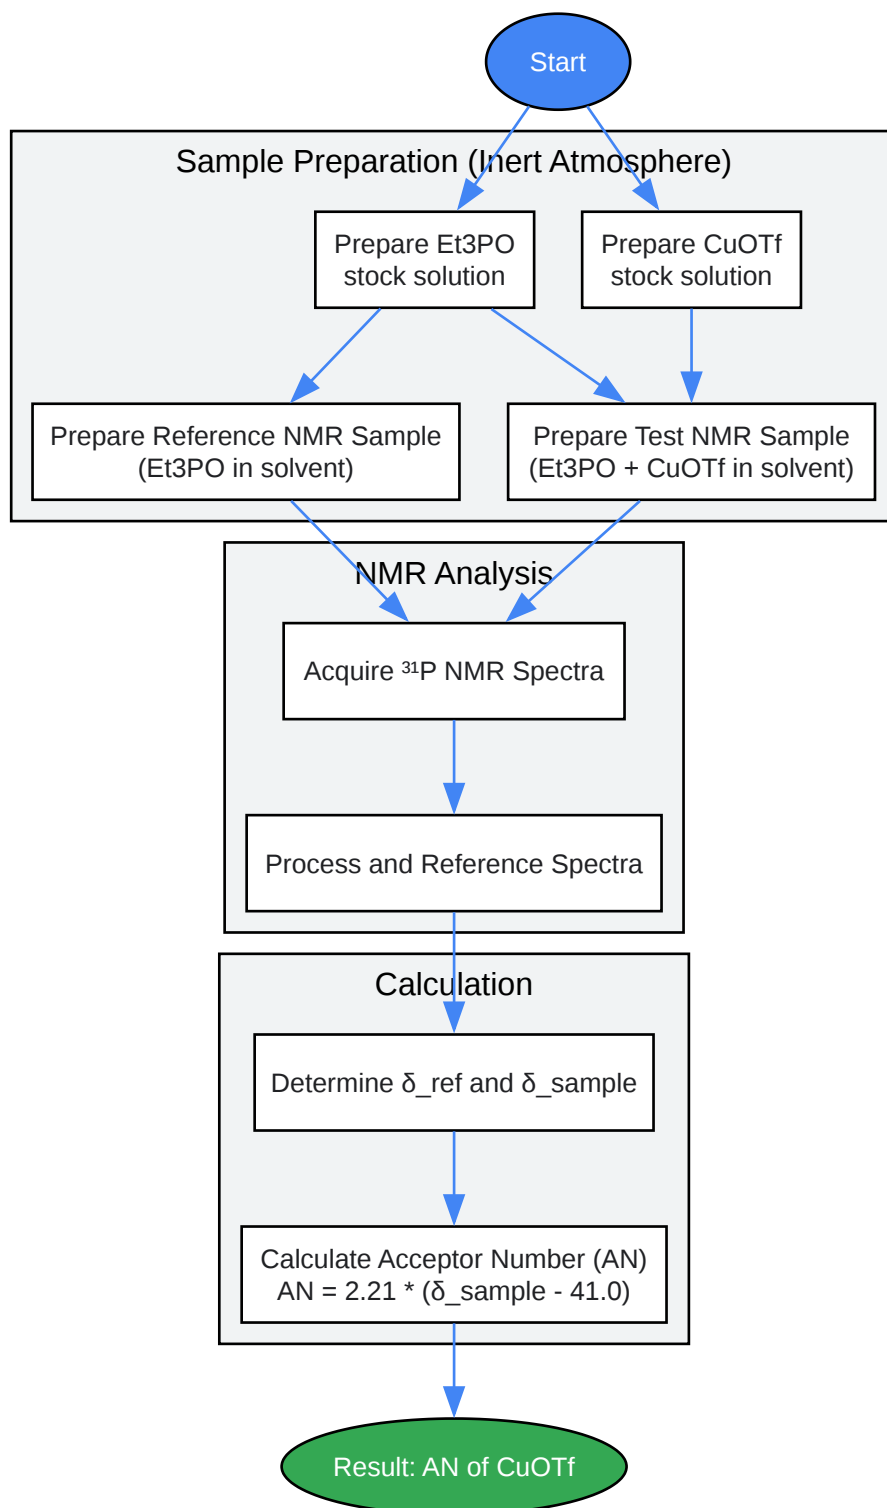 Start
Sample Preparation (Inert Atmosphere)
Prepare Et3PO
stock solution
Prepare CuOTf
stock solution
Prepare Reference NMR Sample
(Et3PO in solvent)
Prepare Test NMR Sample
(Et3PO + CuOTf in solvent)
NMR Analysis
Acquire ³¹P NMR Spectra
Process and Reference Spectra
Calculation
Determine δ_ref and δ_sample
Calculate Acceptor Number (AN)
AN = 2.21 * (δ_sample - 41.0)
Result: AN of CuOTf